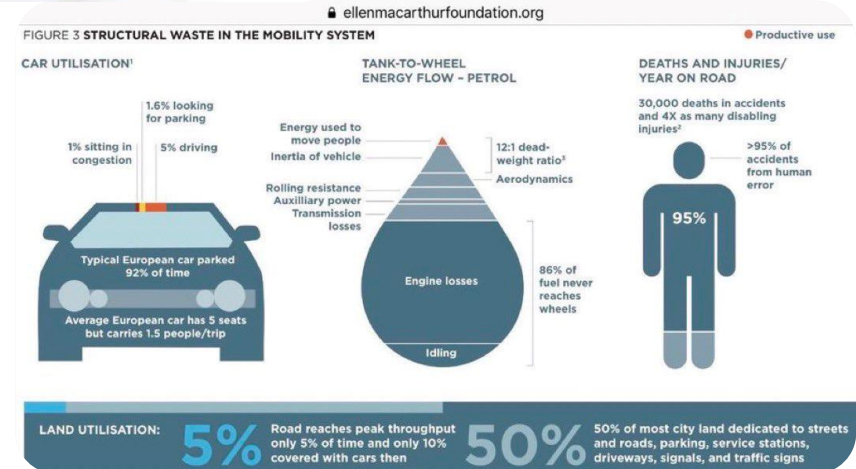 ellenmacarthurfoundation.org
FIGURE 3 STRUCTURAL WASTE IN THE MOBILITY SYSTEM
Productive use
CAR UTILISATION¹
1.6% looking
for parking
1% sitting in
congestion
5% driving
Typical European car parked
92% of time
Average European car has 5 seats
but carries 1.5 people/trip
TANK-TO-WHEEL
ENERGY FLOW – PETROL
Energy used to
move people
Inertia of vehicle
12:1 dead-
weight ratio³
Aerodynamics
Rolling resistance
Auxilliary power
Transmission
losses
Engine losses
86% of
fuel never
reaches
wheels
Idling
DEATHS AND INJURIES/
YEAR ON ROAD
30,000 deaths in accidents
and 4X as many disabling
injuries²
>95% of
accidents
from human
error
95%
LAND UTILISATION:
5%
Road reaches peak throughput
only 5% of time and only 10%
covered with cars then
50%
50% of most city land dedicated to streets
and roads, parking, service stations,
driveways, signals, and traffic signs